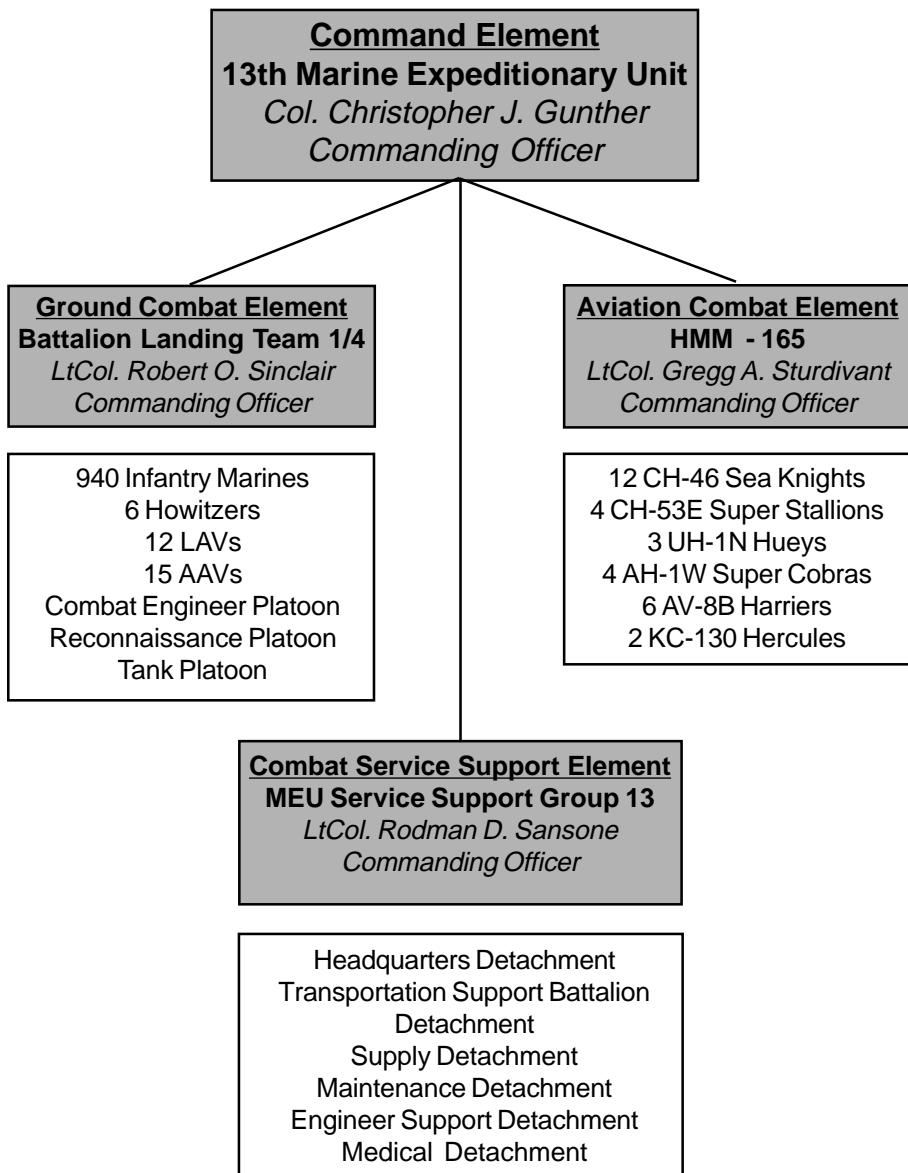 Command Element
13th Marine Expeditionary Unit
Col. Christopher J. Gunther
Commanding Officer
Ground Combat Element
Battalion Landing Team 1/4
LtCol. Robert O. Sinclair
Commanding Officer
940 Infantry Marines
6 Howitzers
12 LAVs
15 AAVs
Combat Engineer Platoon
Reconnaissance Platoon
Tank Platoon
Aviation Combat Element
HMM - 165
LtCol. Gregg A. Sturdivant
Commanding Officer
12 CH-46 Sea Knights
4 CH-53E Super Stallions
3 UH-1N Hueys
4 AH-1W Super Cobras
6 AV-8B Harriers
2 KC-130 Hercules
Combat Service Support Element
MEU Service Support Group 13
LtCol. Rodman D. Sansone
Commanding Officer
Headquarters Detachment
Transportation Support Battalion
Detachment
Supply Detachment
Maintenance Detachment
Engineer Support Detachment
Medical Detachment